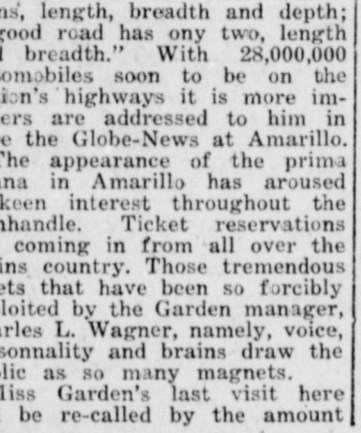 ns, length, breadth and depth;
good road has ony two, length
l breadth." With 28,000,000
omobiles soon to be on the
ion's highways it is more im-
ers are addressed to him in
e the Globe-News at Amarillo.
The appearance of the prima
nna in Amarillo has aroused
keen interest throughout the
nhandle. Ticket reservations
coming in from all over the
ins country. Those tremendous
ets that have been so forcibly
loited by the Garden manager,
arles L. Wagner, namely, voice,
sonnality and brains draw the
blic as so many magnets.
Miss Garden's last visit here
be re-called by the amount